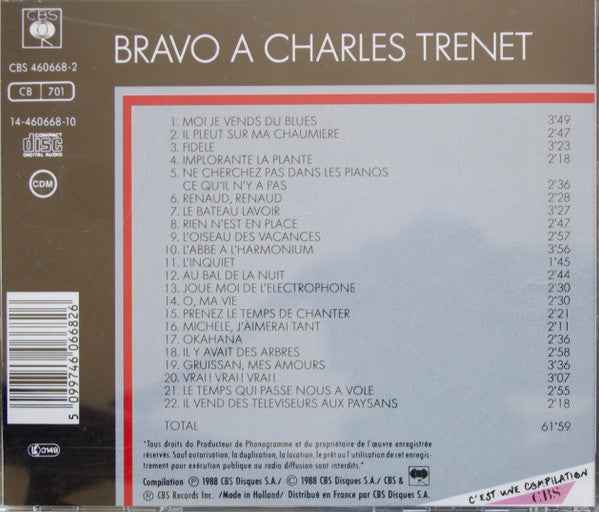 CBS
BRAVO A CHARLES TRENET
CBS 460668-2
CB 701
14-460668-10
COMPACT
disc
DIGITAL AUDIO
CDM
1. MOI JE VENDS DU BLUES 3'49
2. IL PLEUT SUR MA CHAUMIERE 2'47
3. FIDELE 3'23
4. IMPLORANTE LA PLANTE 2'18
5. NE CHERCHEZ PAS DANS LES PIANOS
CE QU'IL N'Y A PAS 2'36
6. RENAUD, RENAUD 2'28
7. LE BATEAU LAVOIR 3'27
8. RIEN N'EST EN PLACE 2'47
9. L'OISEAU DES VACANCES 2'57
10. L'ABBE A L'HARMONIUM 3'56
11. L'INQUIET 1'45
12. AU BAL DE LA NUIT 2'44
13. JOUE MOI DE L'ELECTROPHONE 2'30
14. O, MA VIE 2'30
15. PRENEZ LE TEMPS DE CHANTER 2'21
16. MICHELE, J'AIMERAI TANT 2'11
17. OKAHANA 2'36
18. IL Y AVAIT DES ARBRES 2'58
19. GRUISSAN, MES AMOURS 3'36
20. VRAI! VRAI! VRAI! 3'07
21. LE TEMPS QUI PASSE NOUS A VOLE 2'55
22. IL VEND DES TELEVISEURS AUX PAYSANS 2'18
TOTAL 61'59
"Tous droits du Producteur de Phonogramme et du propriétaire de l'œuvre enregistrée
réservés. Sauf autorisation, la duplication, la location, le prêt ou l'utilisation de cet enregis-
trement pour exécution publique au radio diffusion sont interdits."
Compilation Ⓟ 1988 CBS Disques S.A./ © 1988 CBS Disques S.A./ CBS &
® CBS Records Inc. /Made in Holland/ Distribué en France par CBS Disques S.A.
5 099746 066826
LC 0149
C'EST UNE COMPILATION
CBS